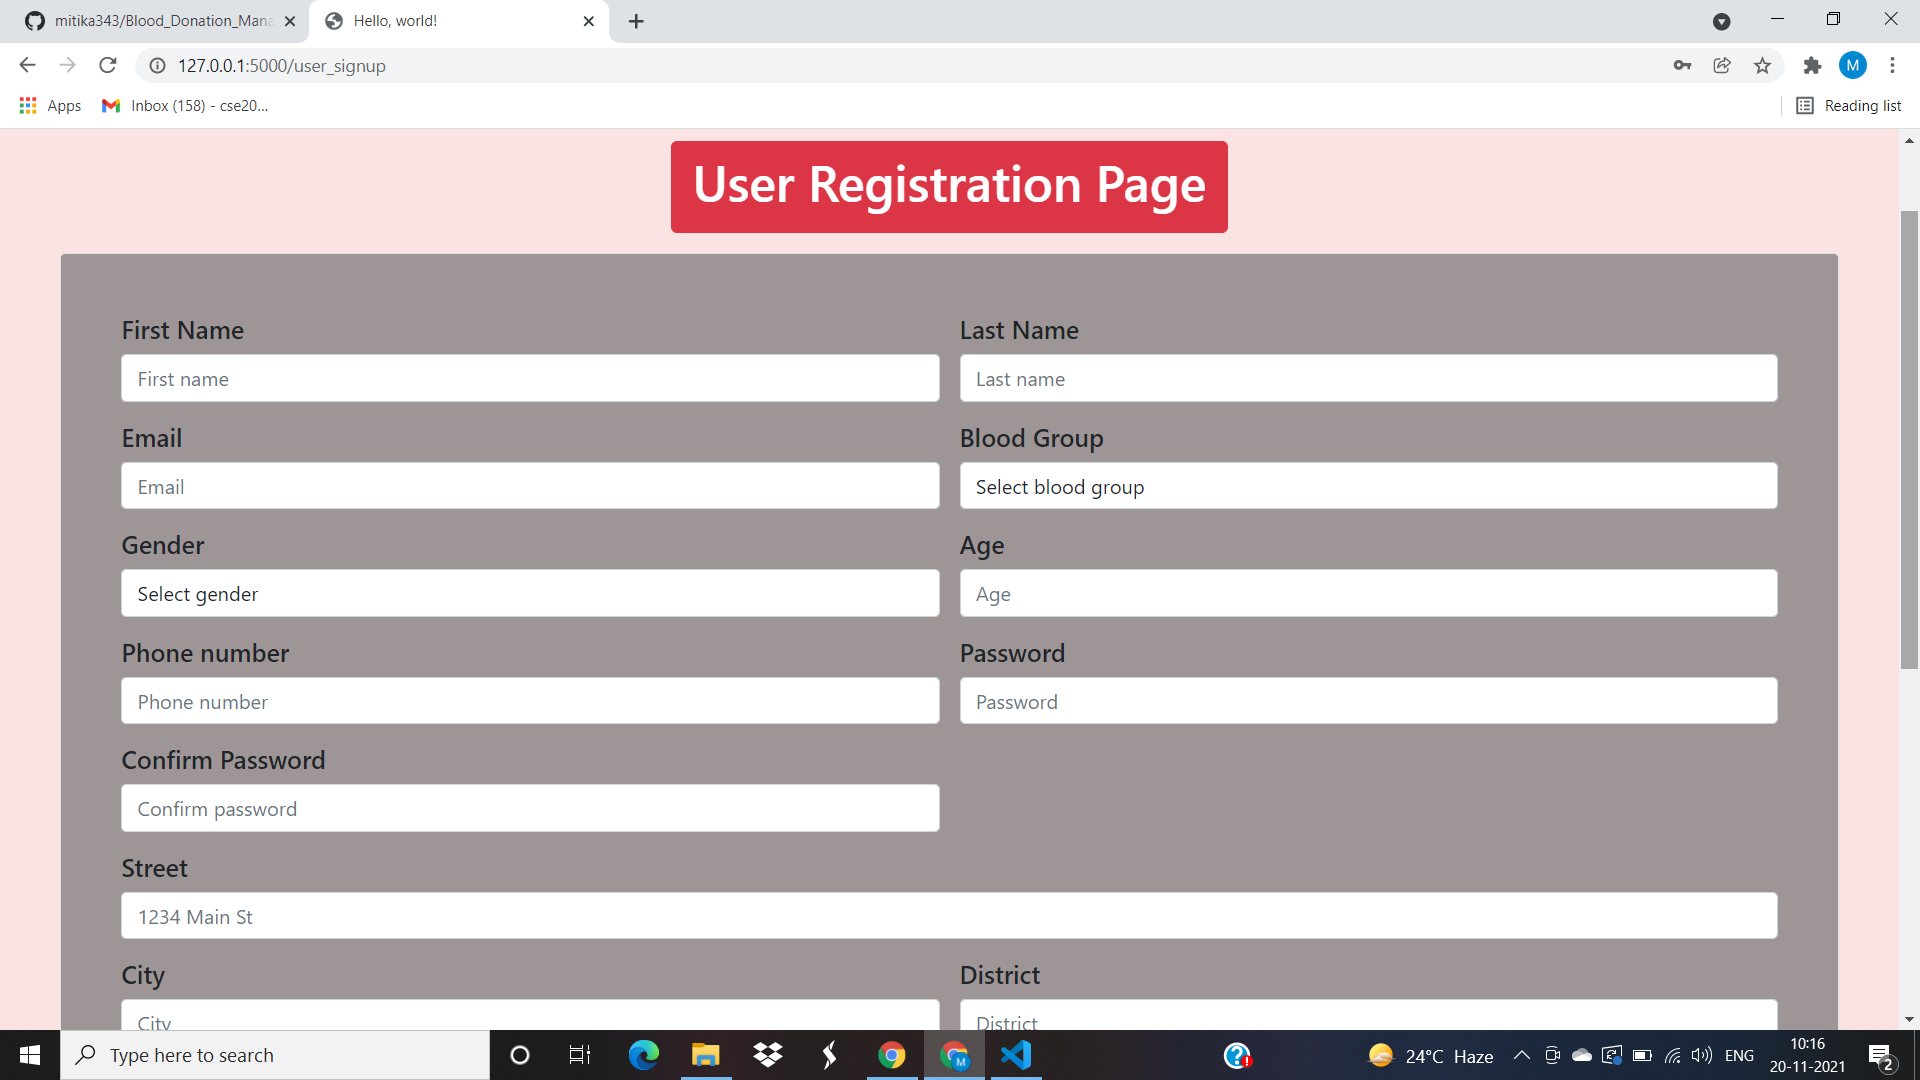 mitika343/Blood_Donation_Mana
Hello, world!
127.0.0.1:5000/user_signup
M
Apps
Inbox (158) - cse20...
Reading list
User Registration Page
First Name
Last Name
First name
Last name
Email
Blood Group
Email
Select blood group
Gender
Age
Select gender
Age
Phone number
Password
Phone number
Password
Confirm Password
Confirm password
Street
1234 Main St
City
District
City
District
Type here to search
M
24°C Haze
ENG
10:16
20-11-2021
2